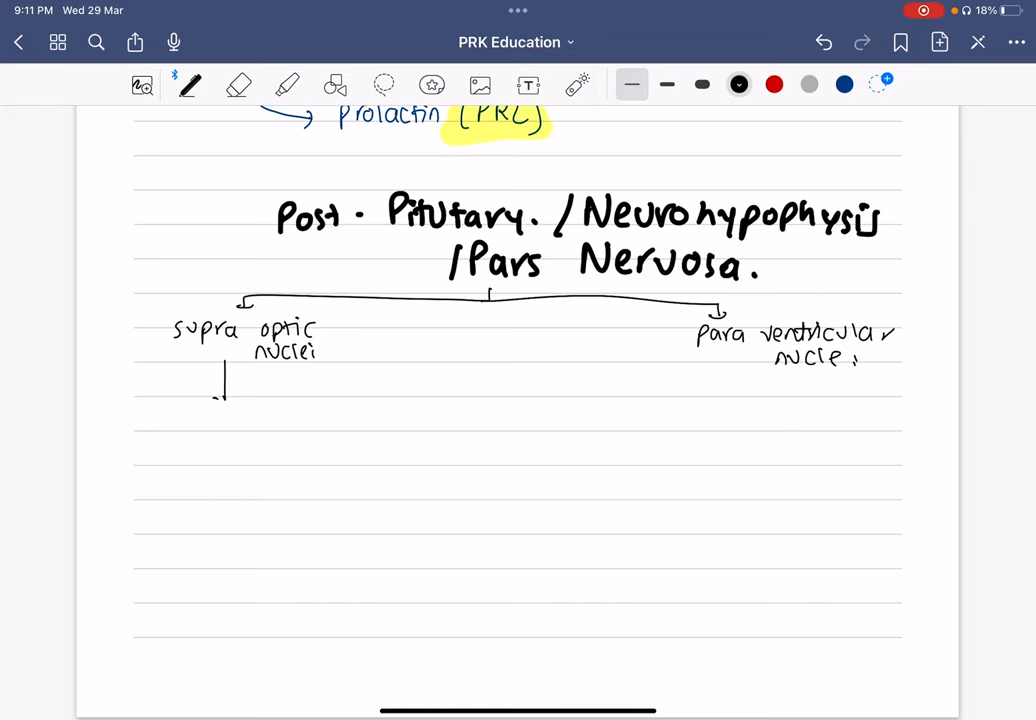 9:11 PM Wed 29 Mar
18%
PRK Education
T
prolactin (PRL)
Post. Pitutary. / Neurohypophysis
/Pars Nervosa.
supra optic
nuclei
para ventricular
nuclei